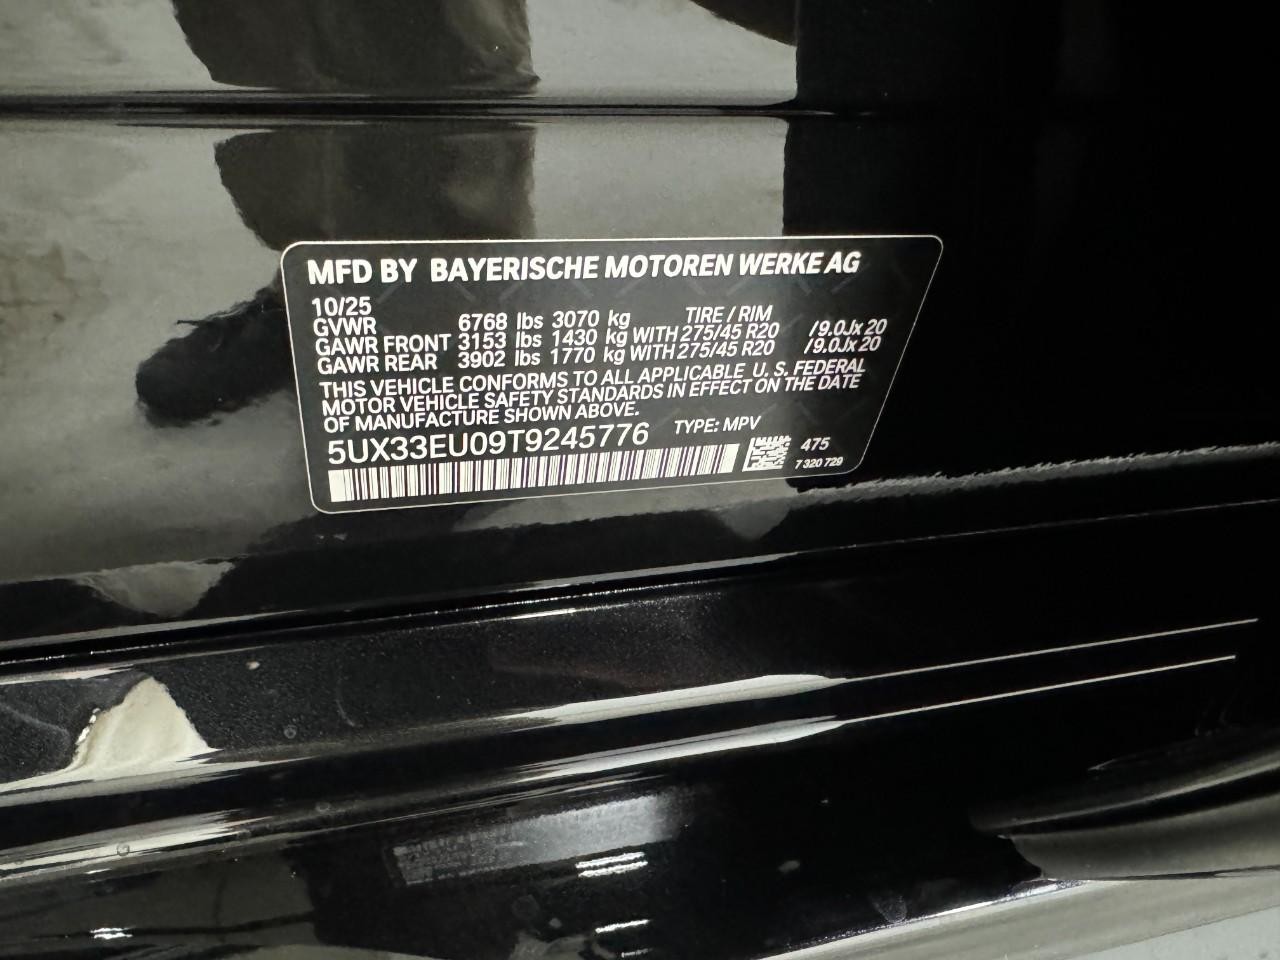 MFD BY BAYERISCHE MOTOREN WERKE AG
10/25
TIRE / RIM
GVWR 6768 lbs 3070 kg
GAWR FRONT 3153 lbs 1430 kg WITH 275/45 R20 /9.0Jx20
GAWR REAR 3902 lbs 1770 kg WITH 275/45 R20 /9.0Jx20
THIS VEHICLE CONFORMS TO ALL APPLICABLE U.S. FEDERAL
MOTOR VEHICLE SAFETY STANDARDS IN EFFECT ON THE DATE
OF MANUFACTURE SHOWN ABOVE.
5UX33EU09T9245776 TYPE: MPV
475
7 320 729